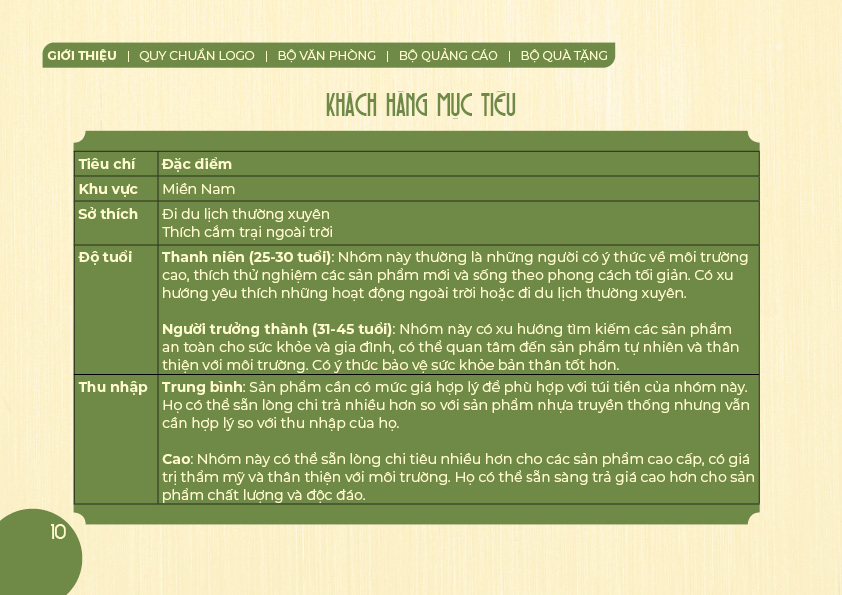 GIỚI THIỆU | QUY CHUẨN LOGO | BỘ VĂN PHÒNG | BỘ QUẢNG CÁO | BỘ QUÀ TẶNG
KHÁCH HÀNG MỤC TIÊU
Tiêu chí Đặc điểm
Khu vực Miền Nam
Sở thích Đi du lịch thường xuyên
Thích cắm trại ngoài trời
Độ tuổi Thanh niên (25-30 tuổi): Nhóm này thường là những người có ý thức về môi trường
cao, thích thử nghiệm các sản phẩm mới và sống theo phong cách tối giản. Có xu
hướng yêu thích những hoạt động ngoài trời hoặc đi du lịch thường xuyên.
Người trưởng thành (31-45 tuổi): Nhóm này có xu hướng tìm kiếm các sản phẩm
an toàn cho sức khỏe và gia đình, có thể quan tâm đến sản phẩm tự nhiên và thân
thiện với môi trường. Có ý thức bảo vệ sức khỏe bản thân tốt hơn.
Thu nhập Trung bình: Sản phẩm cần có mức giá hợp lý để phù hợp với túi tiền của nhóm này.
Họ có thể sẵn lòng chi trả nhiều hơn so với sản phẩm nhựa truyền thống nhưng vẫn
cần hợp lý so với thu nhập của họ.
Cao: Nhóm này có thể sẵn lòng chi tiêu nhiều hơn cho các sản phẩm cao cấp, có giá
trị thẩm mỹ và thân thiện với môi trường. Họ có thể sẵn sàng trả giá cao hơn cho sản
phẩm chất lượng và độc đáo.
10